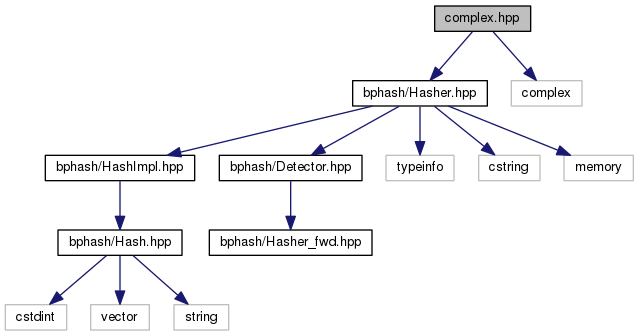 complex.hpp
bphash/Hasher.hpp
complex
bphash/HashImpl.hpp
bphash/Detector.hpp
typeinfo
cstring
memory
bphash/Hash.hpp
bphash/Hasher_fwd.hpp
cstdint
vector
string